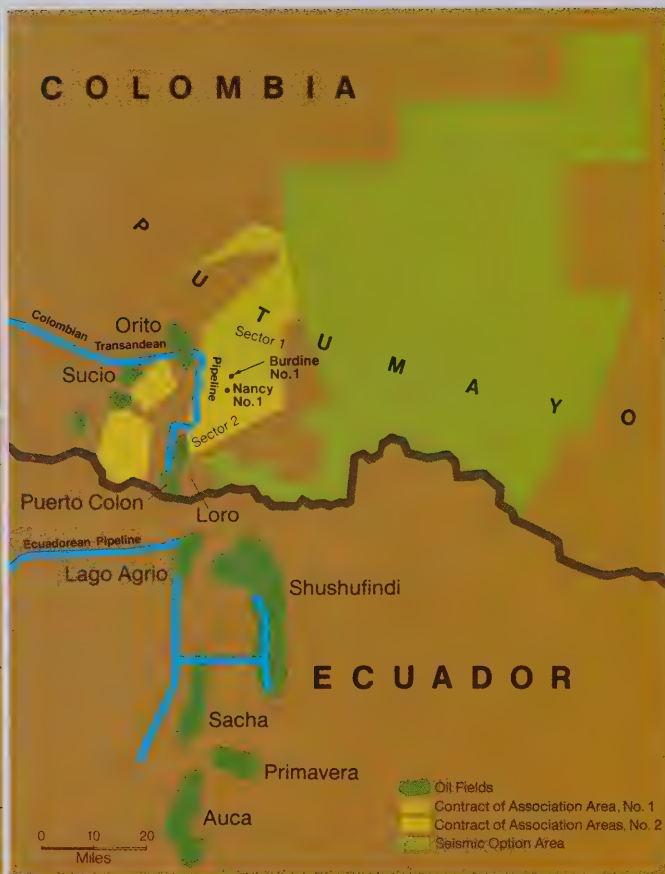 COLOMBIA
PUTUMAYO
Colombian
Transandean
Pipeline
Orito
Sucio
Sector 1
Burdine
No.1
Nancy
No.1
Sector 2
Puerto Colon
Loro
Ecuadorean Pipeline
Lago Agrio
Shushufindi
ECUADOR
Sacha
Primavera
Auca
0 10 20
Miles
Oil Fields
Contract of Association Area, No. 1
Contract of Association Areas, No. 2
Seismic Option Area